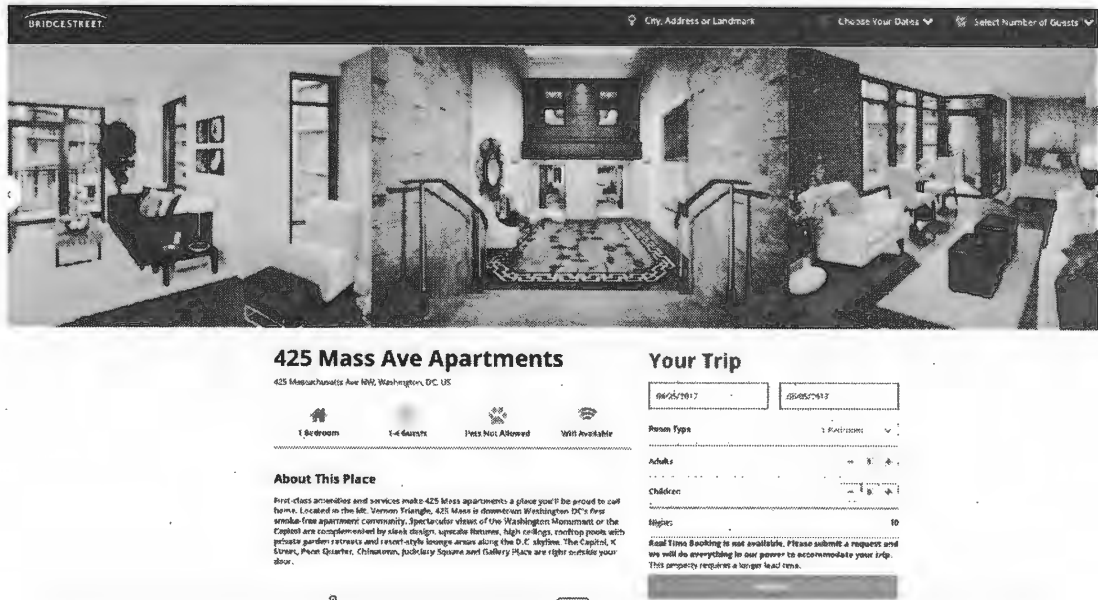 BRIDGESTREET.
City, Address or Landmark
Choose Your Dates
Select Number of Guests
425 Mass Ave Apartments
425 Massachusetts Ave NW, Washington, DC, US
1 Bedroom
1-4 Guests
Pets Not Allowed
Wifi Available
About This Place
First-class amenities and services make 425 Mass apartments a place you'll be proud to call
home. Located in the Mt. Vernon Triangle, 425 Mass is downtown Washington DC's first
smoke-free apartment community. Spectacular views of the Washington Monument or the
Capitol are complemented by sleek design, upscale fixtures, high ceilings, rooftop pools with
private garden retreats and resort-style lounge areas along the D.C. skyline. The Capitol, K
Street, Penn Quarter, Chinatown, Judiciary Square and Gallery Place are right outside your
door.
Your Trip
Room Type
1 Bedroom
Adults
Children
Nights
10
Real Time Booking is not available. Please submit a request and
we will do everything in our power to accommodate your trip.
This property requires a longer lead time.